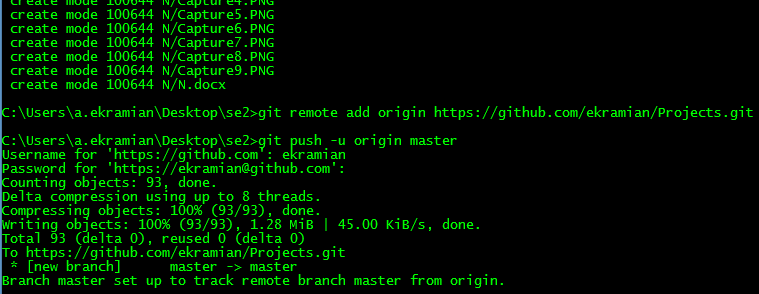 create mode 100644 N/Capture4.PNG
create mode 100644 N/Capture5.PNG
create mode 100644 N/Capture6.PNG
create mode 100644 N/Capture7.PNG
create mode 100644 N/Capture8.PNG
create mode 100644 N/Capture9.PNG
create mode 100644 N/N.docx
C:\Users\a.ekramian\Desktop\se2>git remote add origin https://github.com/ekramian/Projects.git
C:\Users\a.ekramian\Desktop\se2>git push -u origin master
Username for 'https://github.com': ekramian
Password for 'https://ekramian@github.com':
Counting objects: 93, done.
Delta compression using up to 8 threads.
Compressing objects: 100% (93/93), done.
Writing objects: 100% (93/93), 1.28 MiB | 45.00 KiB/s, done.
Total 93 (delta 0), reused 0 (delta 0)
To https://github.com/ekramian/Projects.git
* [new branch]      master -> master
Branch master set up to track remote branch master from origin.